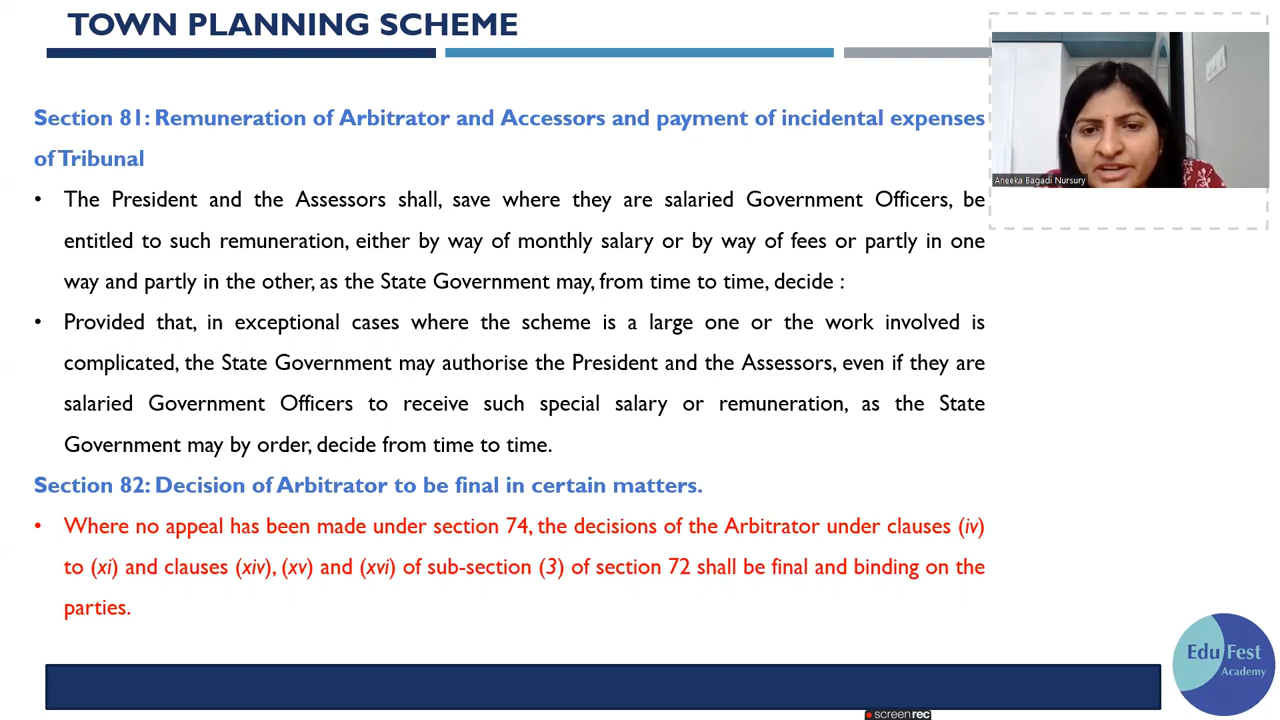 TOWN PLANNING SCHEME
Section 81: Remuneration of Arbitrator and Accessors and payment of incidental expenses
of Tribunal
• The President and the Assessors shall, save where they are salaried Government Officers, be
entitled to such remuneration, either by way of monthly salary or by way of fees or partly in one
way and partly in the other, as the State Government may, from time to time, decide :
• Provided that, in exceptional cases where the scheme is a large one or the work involved is
complicated, the State Government may authorise the President and the Assessors, even if they are
salaried Government Officers to receive such special salary or remuneration, as the State
Government may by order, decide from time to time.
Section 82: Decision of Arbitrator to be final in certain matters.
• Where no appeal has been made under section 74, the decisions of the Arbitrator under clauses (iv)
to (xi) and clauses (xiv), (xv) and (xvi) of sub-section (3) of section 72 shall be final and binding on the
parties.
Aneeka Bagadi Nursury
Edu Fest
Academy
screenrec